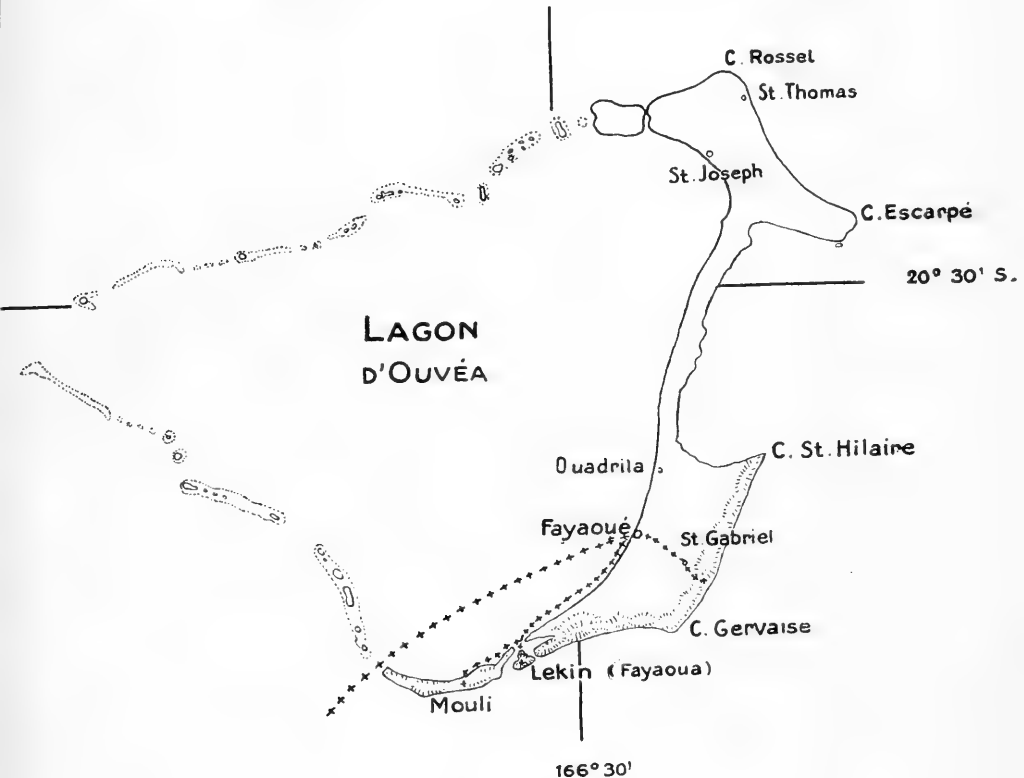 C. Rossel
St. Thomas
St. Joseph
C. Escarpé
20° 30' S.
LAGON
D'OUVÉA
C. St. Hilaire
Ouadrila
Fayaoué
St. Gabriel
C. Gervaise
Lekin (Fayaoua)
Mouli
166° 30'